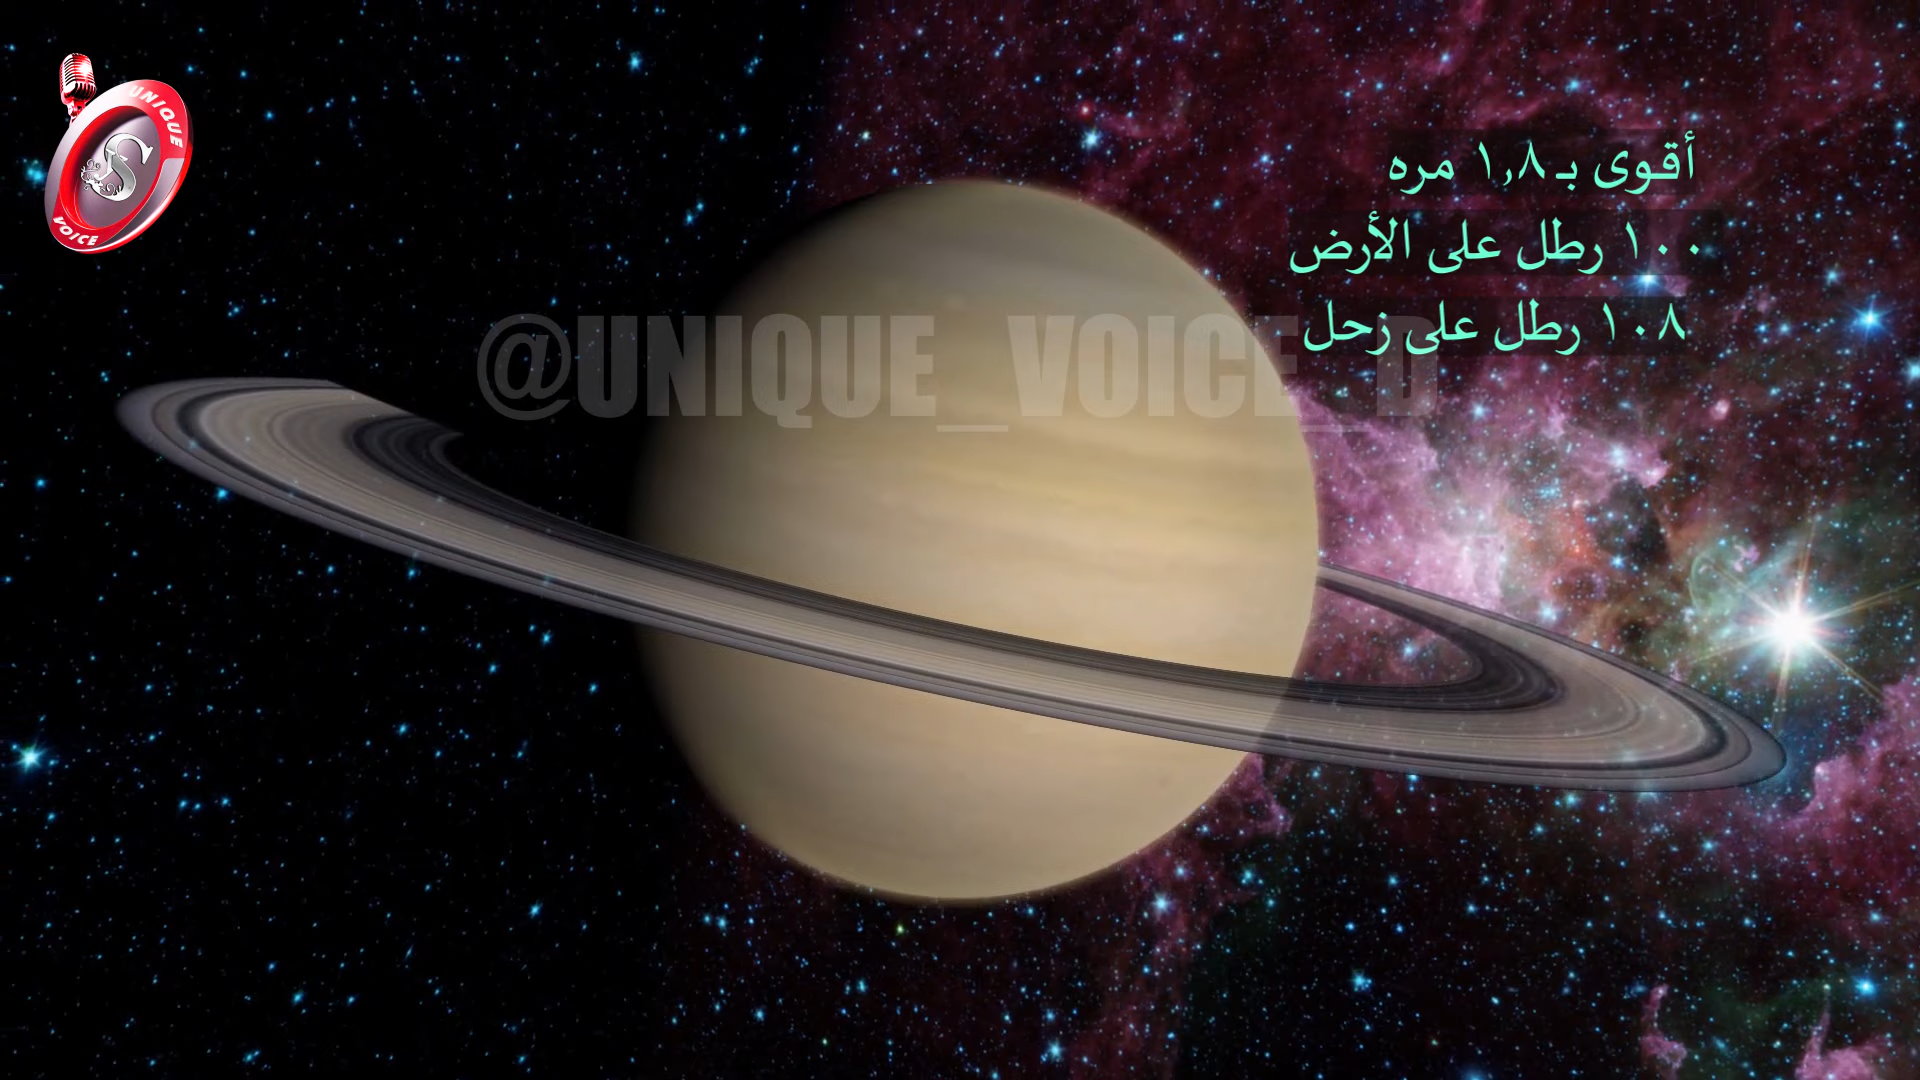 UNIQUE
S
VOICE
أقوى بـ ١,٨ مره
١٠٠ رطل على الأرض
١٠٨ رطل على زحل
@UNIQUE_VOICE_D